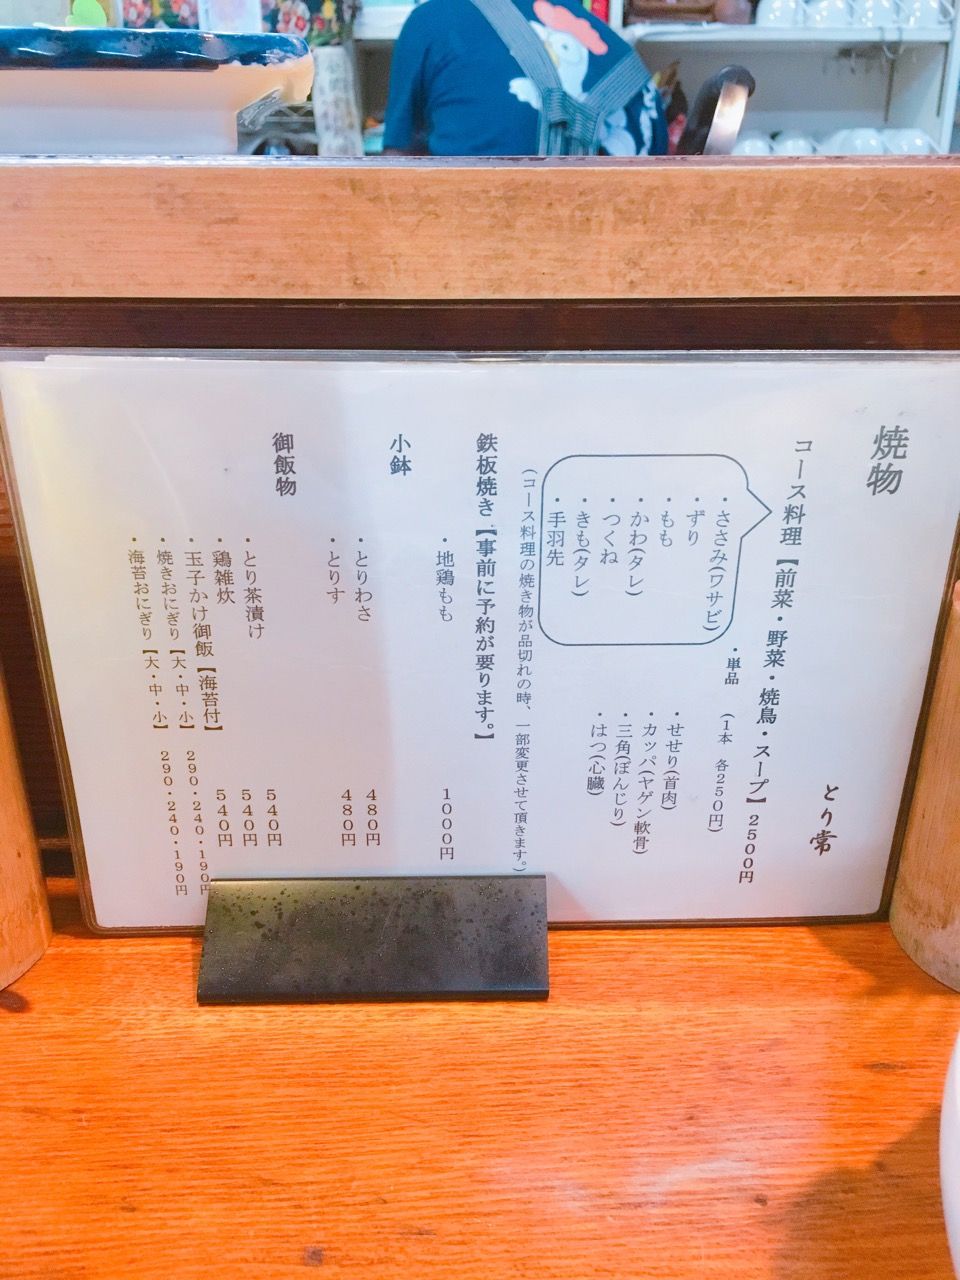 焼物
とり常
コース料理【前菜・野菜・焼鳥・スープ】2500円
・ささみ(ワサビ)
・ずり
・もも
・かわ(タレ)
・つくね
・きも(タレ)
・手羽先
・単品 (1本 各250円)
・せせり(首肉)
・カッパ(ヤゲン軟骨)
・三角(ぼんじり)
・はつ(心臓)
(コース料理の焼き物が品切れの時、一部変更させて頂きます。)
鉄板焼き【事前に予約が要ります。】
・地鶏もも 1000円
小鉢
・とりわさ 480円
・とりす 480円
御飯物
・とり茶漬け 540円
・鶏雑炊 540円
・玉子かけ御飯【海苔付】 540円
・焼きおにぎり【大・中・小】 290・240・190円
・海苔おにぎり【大・中・小】 290・240・190円